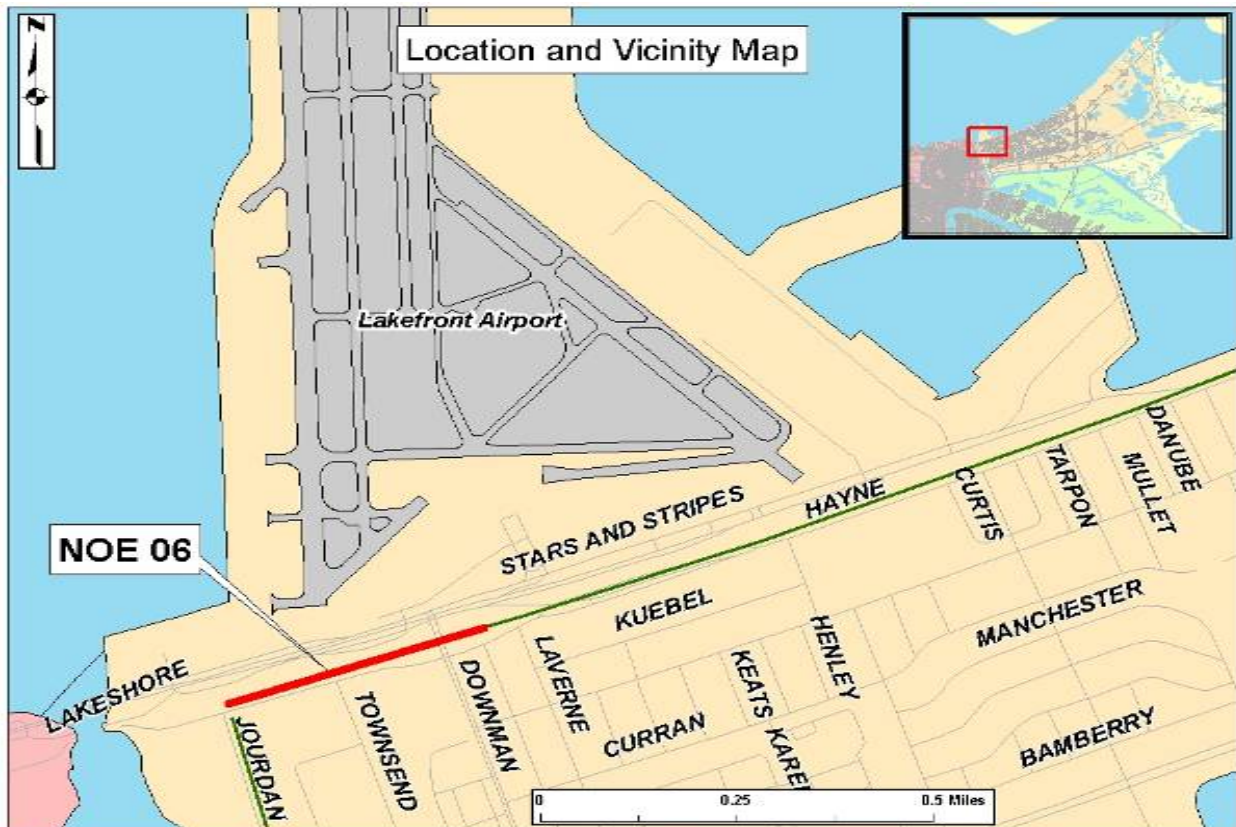 N
Location and Vicinity Map
Lakefront Airport
NOE 06
STARS AND STRIPES
HAYNE
CURTIS
TARPON
MULLET
DANUBE
LAKESHORE
KUEBEL
MANCHESTER
HENLEY
LAVERNE
KEATS
DOWNMAN
TOWNSEND
JOURDAN
CURRAN
BAMBERRY
0 0.25 0.5 Miles